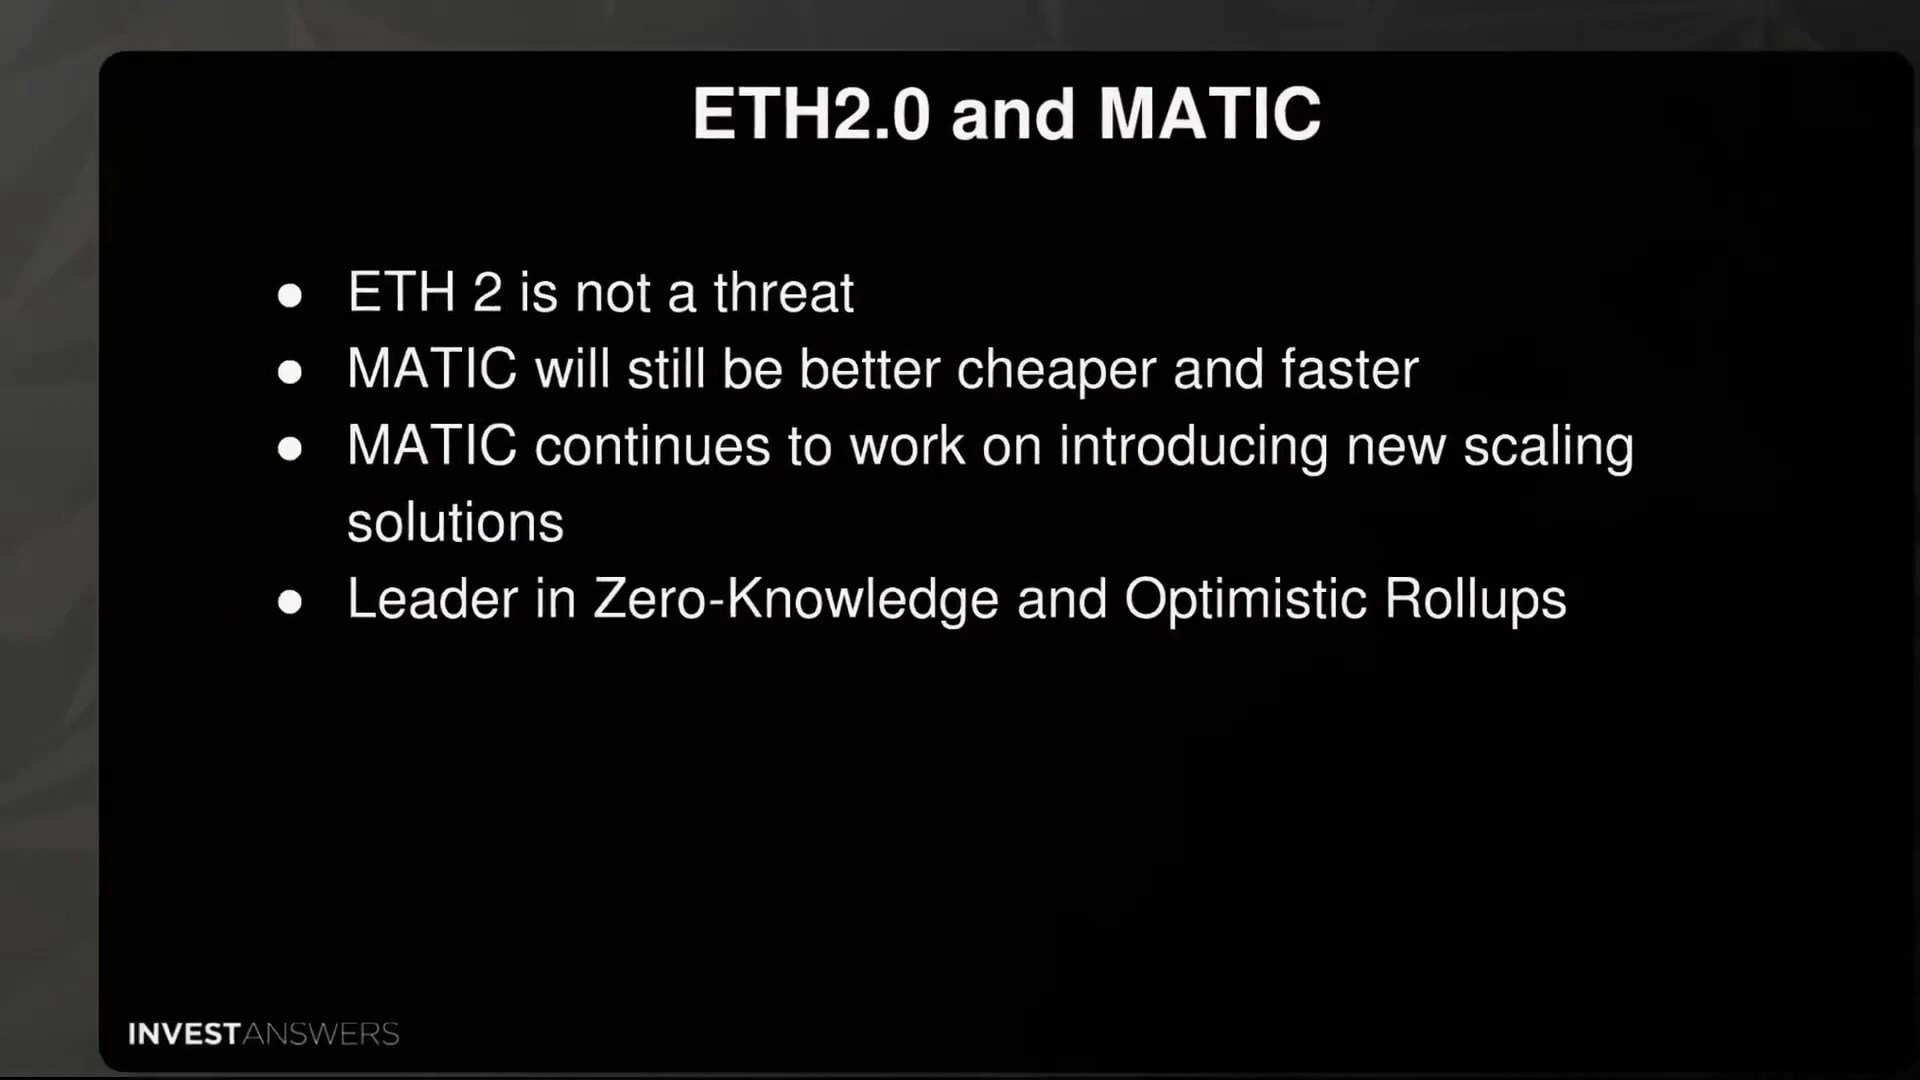 ETH2.0 and MATIC
● ETH 2 is not a threat
● MATIC will still be better cheaper and faster
● MATIC continues to work on introducing new scaling
solutions
● Leader in Zero-Knowledge and Optimistic Rollups
INVESTANSWERS